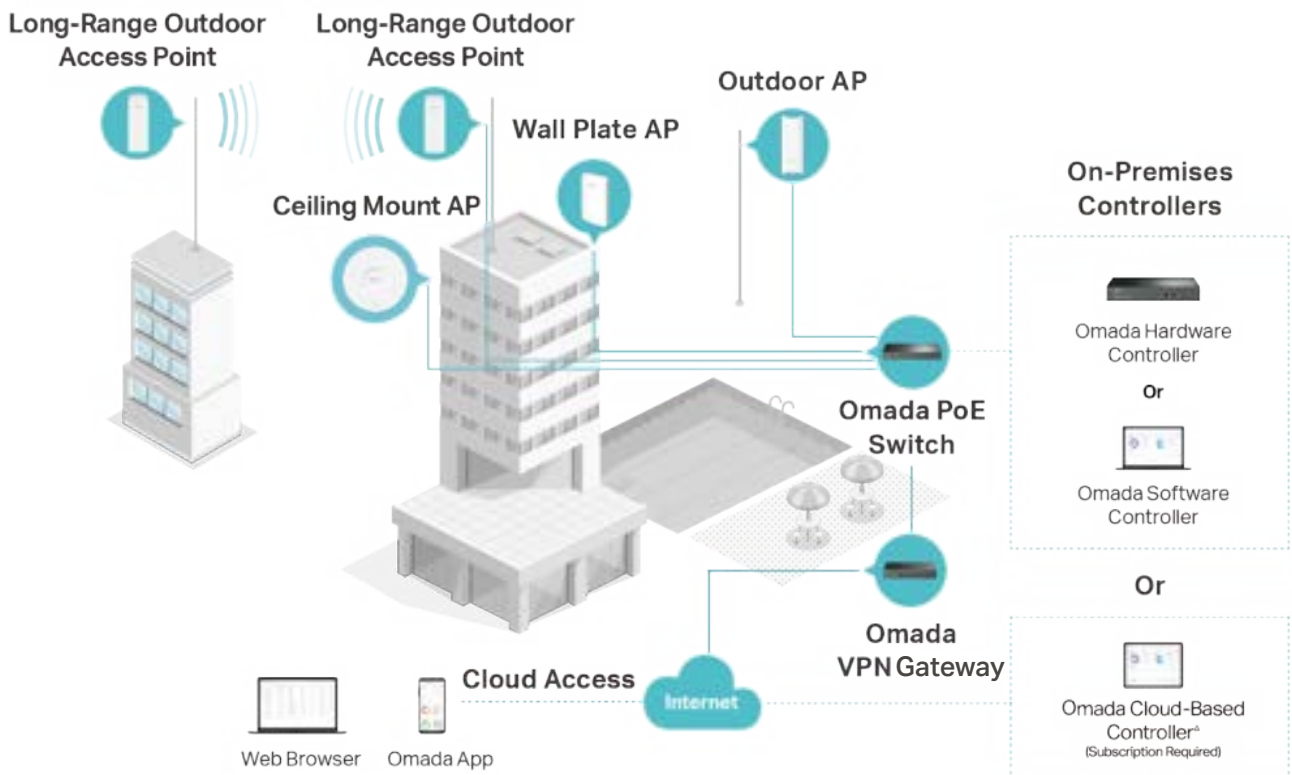 Long-Range Outdoor
Access Point
Long-Range Outdoor
Access Point
Outdoor AP
Wall Plate AP
Ceiling Mount AP
On-Premises
Controllers
Omada Hardware
Controller
Or
Omada Software
Controller
Omada PoE
Switch
Or
Omada
VPN Gateway
Cloud Access
Internet
Omada Cloud-Based
Controller△
(Subscription Required)
Web Browser
Omada App